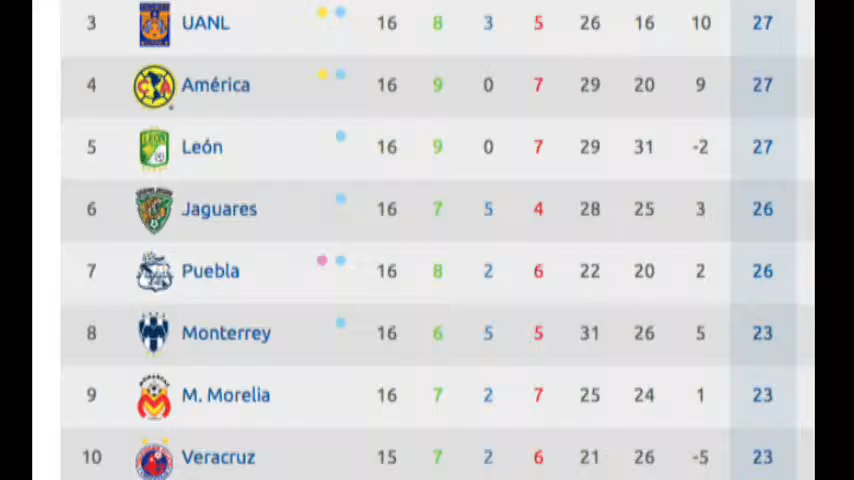 3 UANL 16 8 3 5 26 16 10 27
4 América 16 9 0 7 29 20 9 27
5 León 16 9 0 7 29 31 -2 27
6 Jaguares 16 7 5 4 28 25 3 26
7 Puebla 16 8 2 6 22 20 2 26
8 Monterrey 16 6 5 5 31 26 5 23
9 M. Morelia 16 7 2 7 25 24 1 23
10 Veracruz 15 7 2 6 21 26 -5 23